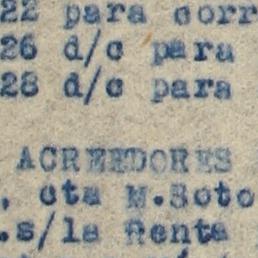 22 para corr
26 d/c para
28 d/c para
ACREEDORES
. cta M.Soto
.s/la Renta